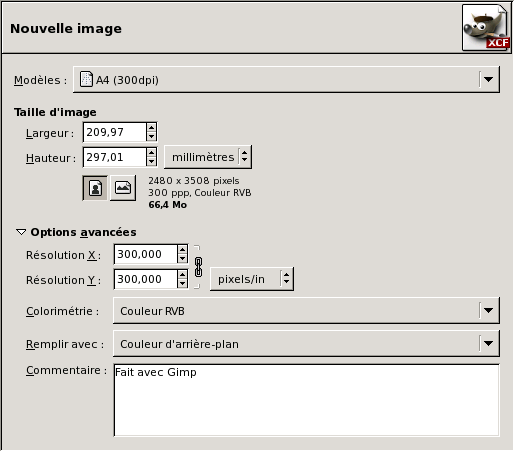 Nouvelle image
XCF
Modèles : A4 (300dpi)
Taille d'image
Largeur : 209,97
Hauteur : 297,01 millimètres
2480 x 3508 pixels
300 ppp, Couleur RVB
66,4 Mo
Options avancées
Résolution X : 300,000
Résolution Y : 300,000 pixels/in
Colorimétrie : Couleur RVB
Remplir avec : Couleur d'arrière-plan
Commentaire : Fait avec Gimp